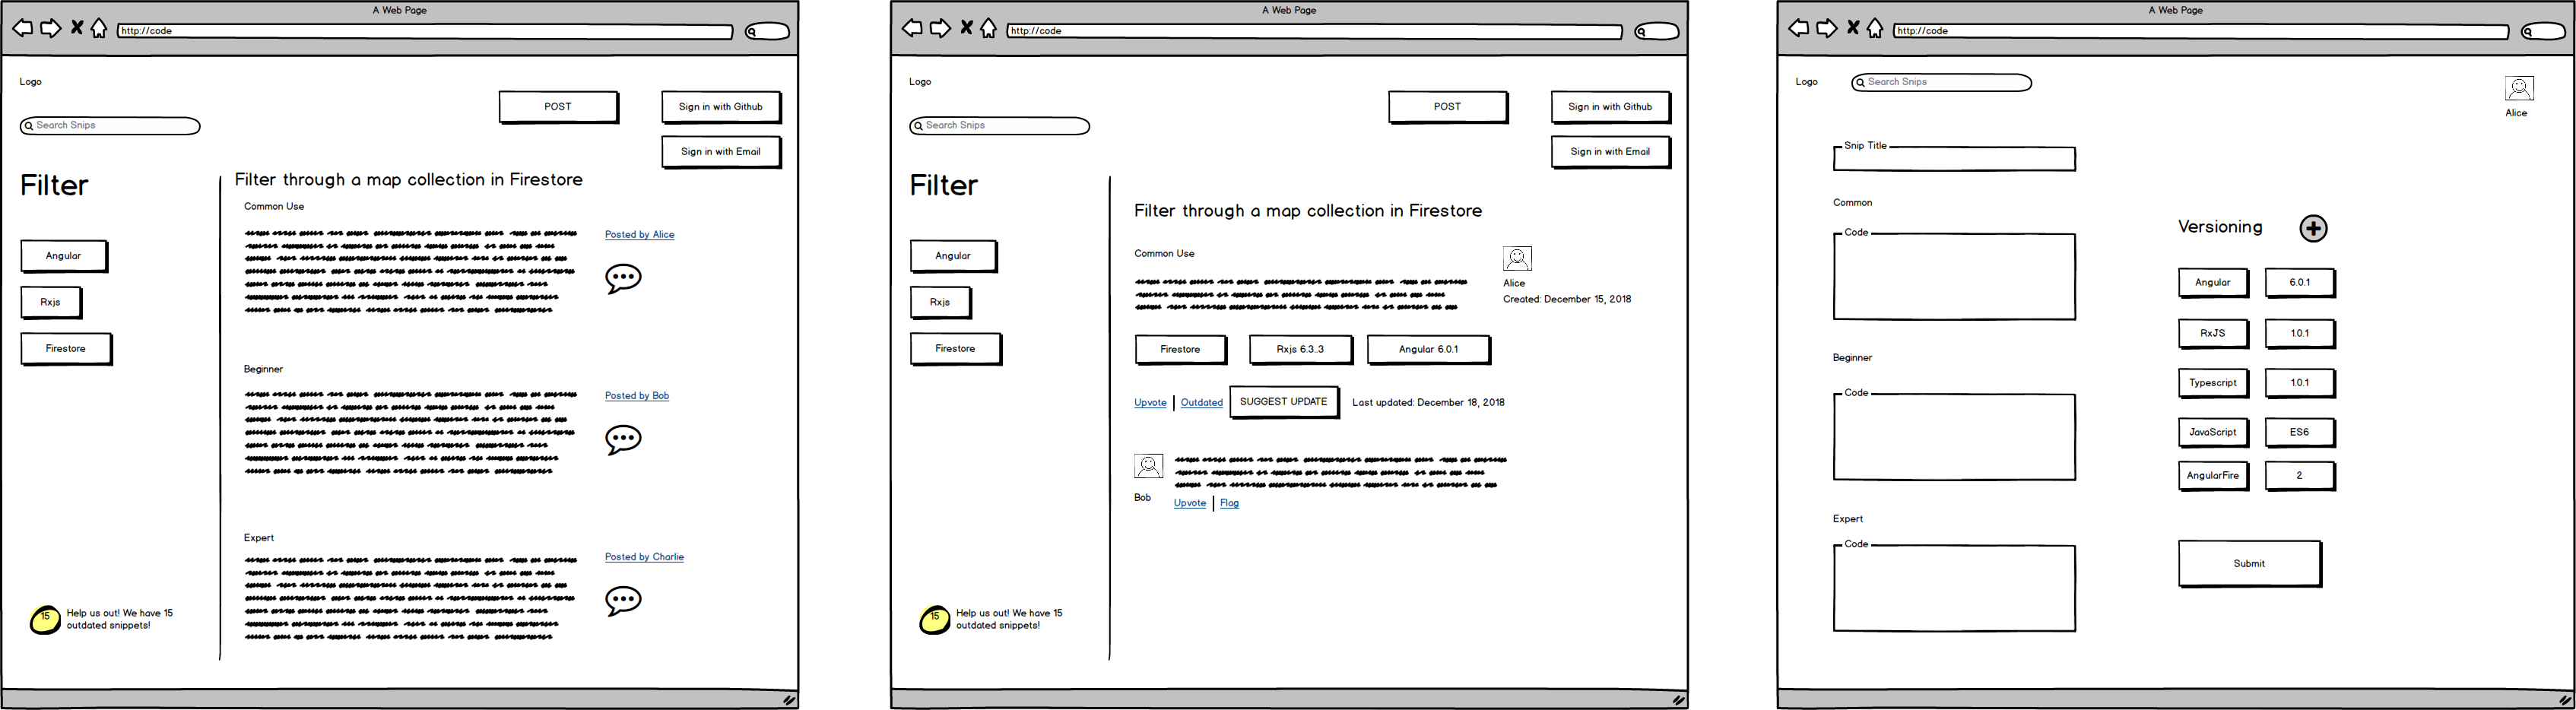 A Web Page
http://code
Logo
Search Snips
POST
Sign in with Github
Sign in with Email
Filter
Angular
Rxjs
Firestore
15
Help us out! We have 15
outdated snippets!
Filter through a map collection in Firestore
Common Use
Posted by Alice
Beginner
Posted by Bob
Expert
Posted by Charlie
A Web Page
http://code
Logo
Search Snips
POST
Sign in with Github
Sign in with Email
Filter
Angular
Rxjs
Firestore
15
Help us out! We have 15
outdated snippets!
Filter through a map collection in Firestore
Common Use
Alice
Created: December 15, 2018
Firestore
Rxjs 6.3..3
Angular 6.0.1
Upvote
Outdated
SUGGEST UPDATE
Last updated: December 18, 2018
Bob
Upvote
Flag
A Web Page
http://code
Logo
Search Snips
Alice
Snip Title
Common
Code
Beginner
Code
Expert
Code
Versioning
Angular
6.0.1
RxJS
1.0.1
Typescript
1.0.1
JavaScript
ES6
AngularFire
2
Submit